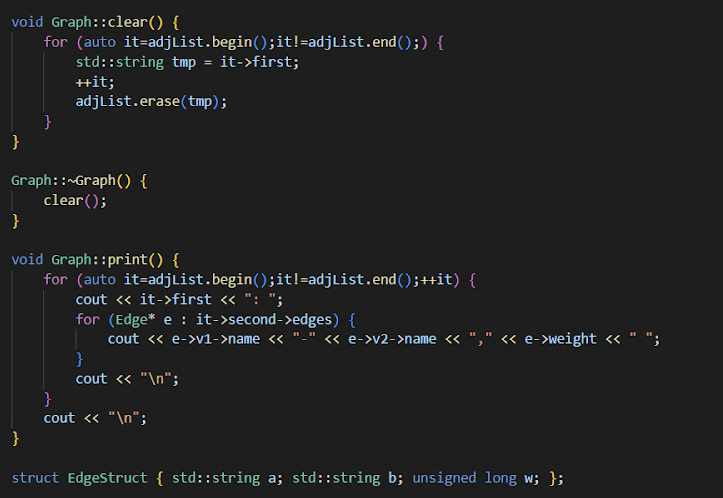 void Graph::clear() {
    for (auto it=adjList.begin();it!=adjList.end();) {
        std::string tmp = it->first;
        ++it;
        adjList.erase(tmp);
    }
}

Graph::~Graph() {
    clear();
}

void Graph::print() {
    for (auto it=adjList.begin();it!=adjList.end();++it) {
        cout << it->first << ": ";
        for (Edge* e : it->second->edges) {
            cout << e->v1->name << "-" << e->v2->name << "," << e->weight << " ";
        }
        cout << "\n";
    }
    cout << "\n";
}

struct EdgeStruct { std::string a; std::string b; unsigned long w; };